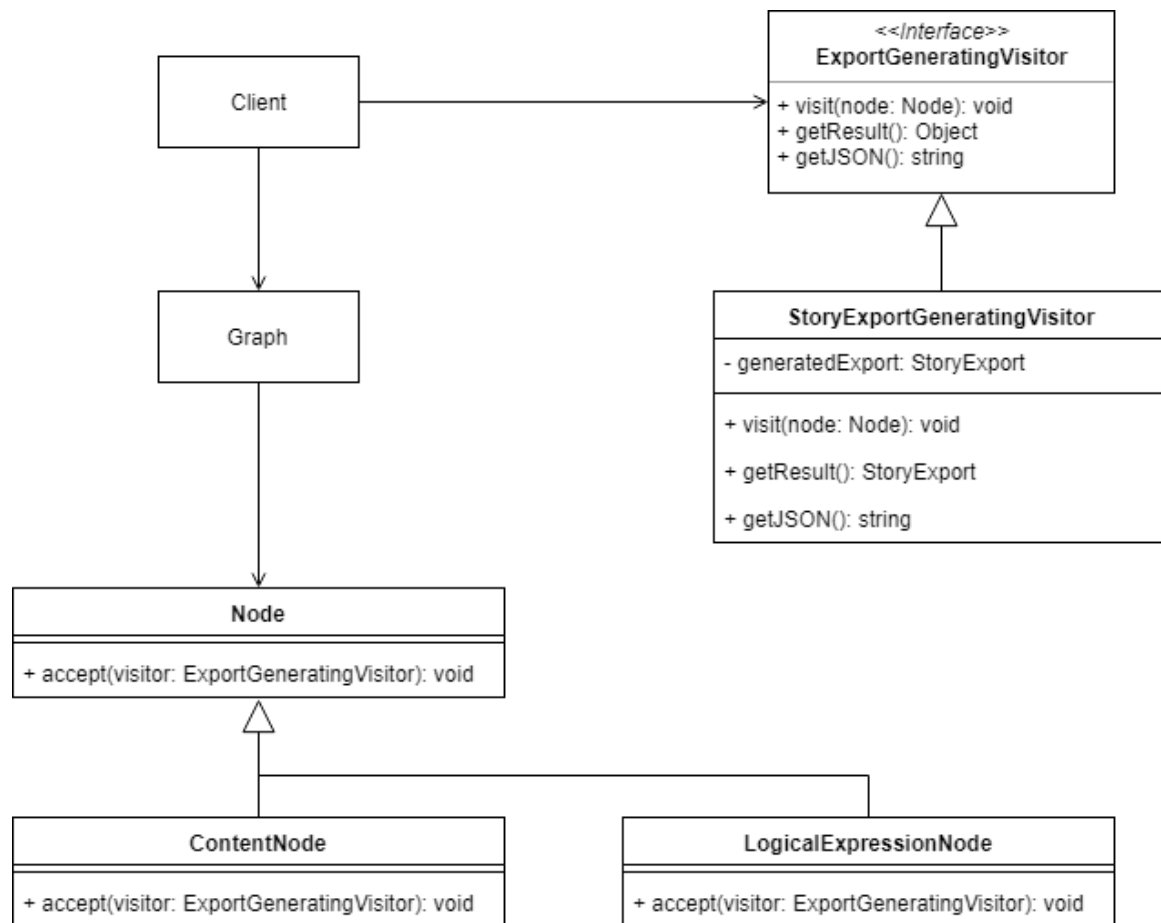 <<Interface>>
ExportGeneratingVisitor
+ visit(node: Node): void
+ getResult(): Object
+ getJSON(): string
Client
Graph
StoryExportGeneratingVisitor
- generatedExport: StoryExport
+ visit(node: Node): void
+ getResult(): StoryExport
+ getJSON(): string
Node
+ accept(visitor: ExportGeneratingVisitor): void
ContentNode
+ accept(visitor: ExportGeneratingVisitor): void
LogicalExpressionNode
+ accept(visitor: ExportGeneratingVisitor): void